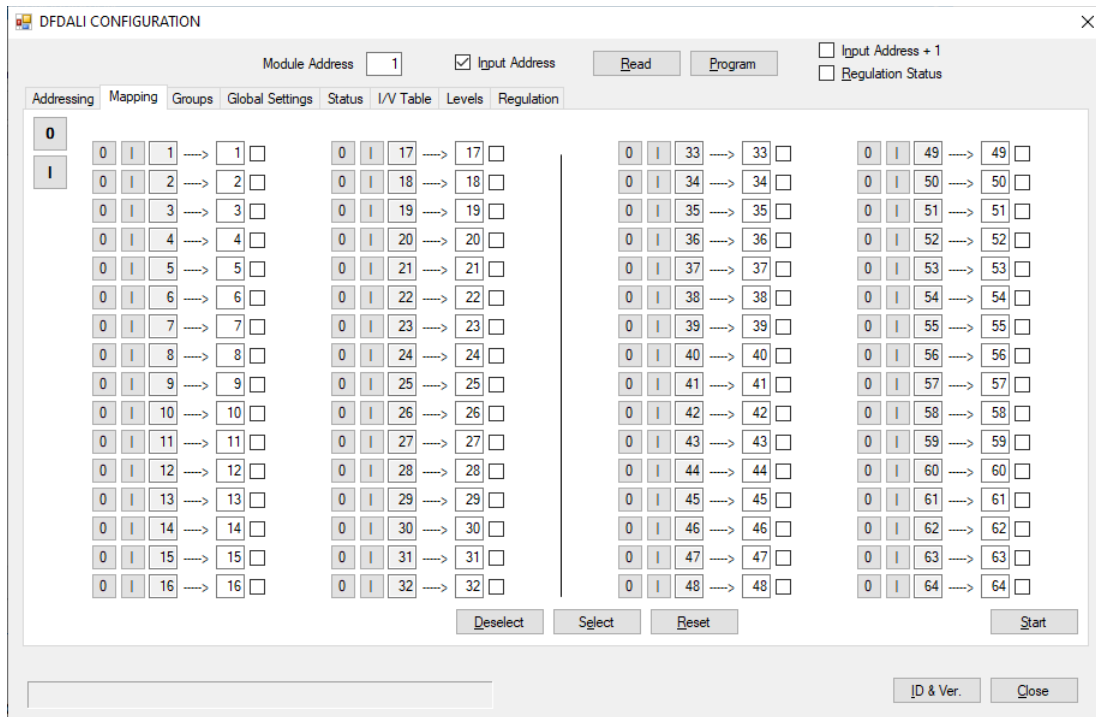 DFDALI CONFIGURATION
Module Address 1 Input Address Read Program Input Address + 1
Regulation Status
Addressing Mapping Groups Global Settings Status I/V Table Levels Regulation
0
I
0 I 1 ----> 1 0 I 17 ----> 17 0 I 33 ----> 33 0 I 49 ----> 49
0 I 2 ----> 2 0 I 18 ----> 18 0 I 34 ----> 34 0 I 50 ----> 50
0 I 3 ----> 3 0 I 19 ----> 19 0 I 35 ----> 35 0 I 51 ----> 51
0 I 4 ----> 4 0 I 20 ----> 20 0 I 36 ----> 36 0 I 52 ----> 52
0 I 5 ----> 5 0 I 21 ----> 21 0 I 37 ----> 37 0 I 53 ----> 53
0 I 6 ----> 6 0 I 22 ----> 22 0 I 38 ----> 38 0 I 54 ----> 54
0 I 7 ----> 7 0 I 23 ----> 23 0 I 39 ----> 39 0 I 55 ----> 55
0 I 8 ----> 8 0 I 24 ----> 24 0 I 40 ----> 40 0 I 56 ----> 56
0 I 9 ----> 9 0 I 25 ----> 25 0 I 41 ----> 41 0 I 57 ----> 57
0 I 10 ----> 10 0 I 26 ----> 26 0 I 42 ----> 42 0 I 58 ----> 58
0 I 11 ----> 11 0 I 27 ----> 27 0 I 43 ----> 43 0 I 59 ----> 59
0 I 12 ----> 12 0 I 28 ----> 28 0 I 44 ----> 44 0 I 60 ----> 60
0 I 13 ----> 13 0 I 29 ----> 29 0 I 45 ----> 45 0 I 61 ----> 61
0 I 14 ----> 14 0 I 30 ----> 30 0 I 46 ----> 46 0 I 62 ----> 62
0 I 15 ----> 15 0 I 31 ----> 31 0 I 47 ----> 47 0 I 63 ----> 63
0 I 16 ----> 16 0 I 32 ----> 32 0 I 48 ----> 48 0 I 64 ----> 64
Deselect Select Reset Start
ID & Ver. Close